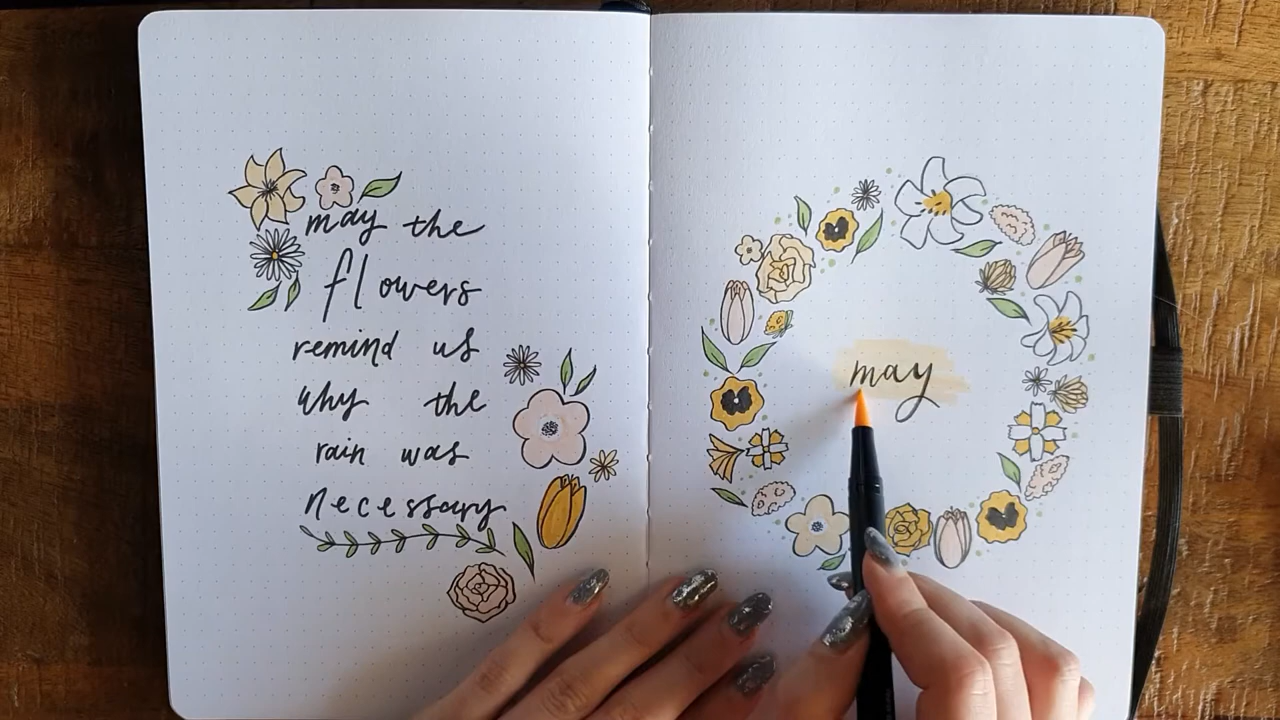 may the
flowers
remind us
why the
rain was
necessary
may